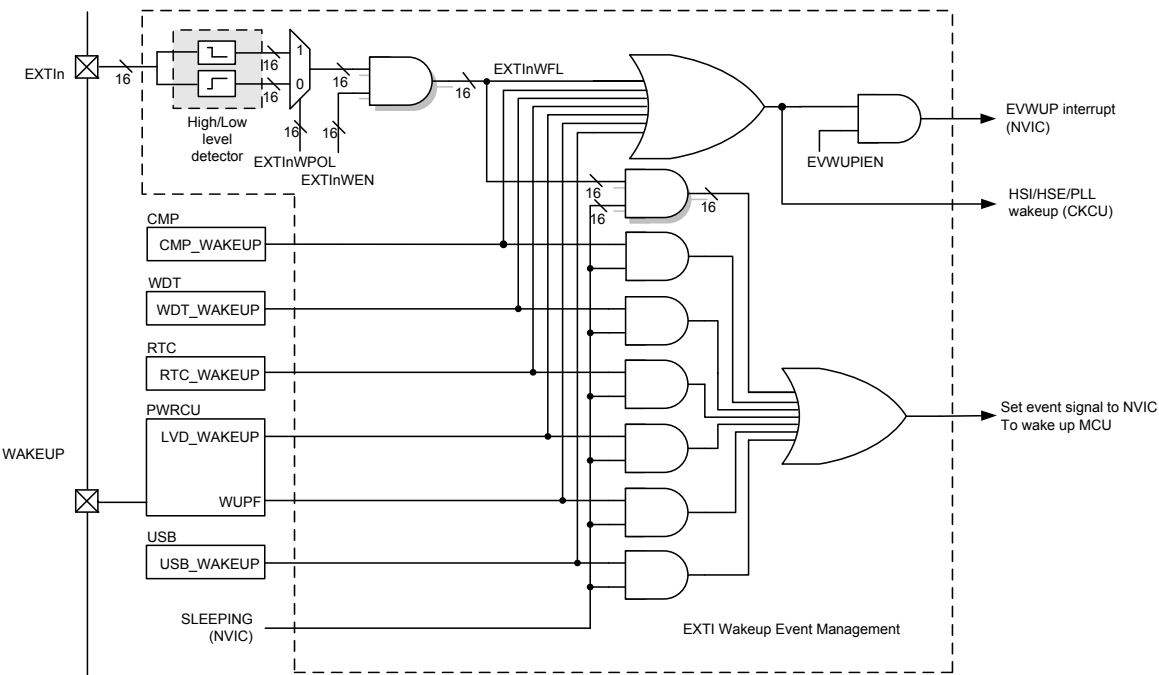 EXTIn
16
1
0
16
16
16
16
16
16
EXTInWFL
High/Low
level
detector
EXTInWPOL
EXTInWEN
EVWUPIEN
EVWUP interrupt
(NVIC)
HSI/HSE/PLL
wakeup (CKCU)
16
16
16
CMP
CMP_WAKEUP
WDT
WDT_WAKEUP
RTC
RTC_WAKEUP
PWRCU
LVD_WAKEUP
WUPF
WAKEUP
USB
USB_WAKEUP
SLEEPING
(NVIC)
Set event signal to NVIC
To wake up MCU
EXTI Wakeup Event Management